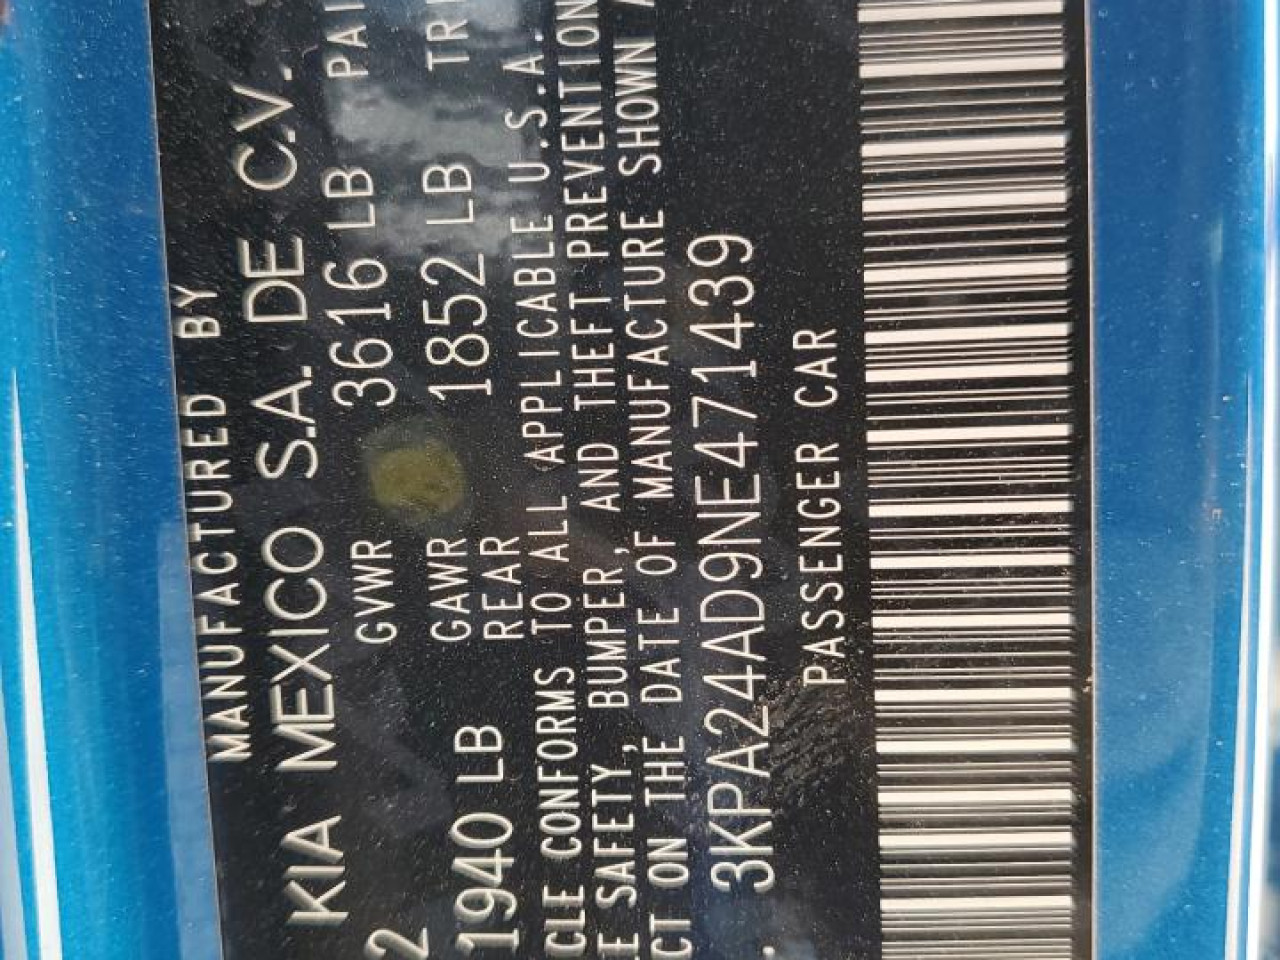 MANUFACTURED BY
KIA MEXICO S.A. DE C.V.
2 GVWR 3616 LB
1940 LB GAWR REAR 1852 LB
CLE CONFORMS TO ALL APPLICABLE U.S.A.
E SAFETY, BUMPER, AND THEFT PREVENTION
CT ON THE DATE OF MANUFACTURE SHOWN
3KPA24AD9NE471439
PASSENGER CAR